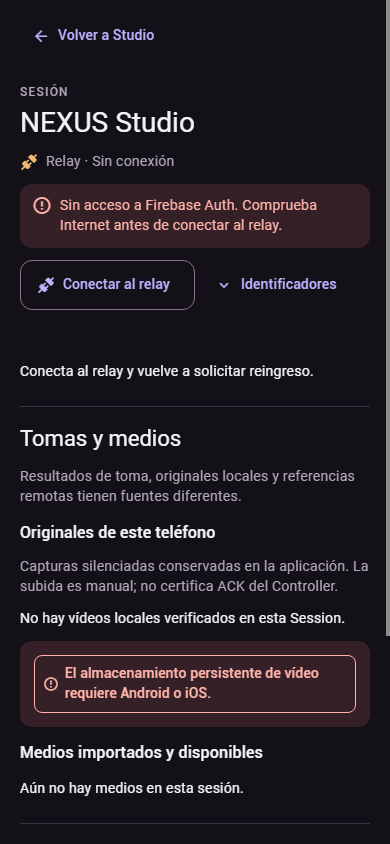 Volver a Studio
SESIÓN
NEXUS Studio
Relay · Sin conexión
Sin acceso a Firebase Auth. Comprueba
Internet antes de conectar al relay.
Conectar al relay
Identificadores
Conecta al relay y vuelve a solicitar reingreso.
Tomas y medios
Resultados de toma, originales locales y referencias
remotas tienen fuentes diferentes.
Originales de este teléfono
Capturas silenciadas conservadas en la aplicación. La
subida es manual; no certifica ACK del Controller.
No hay vídeos locales verificados en esta Session.
El almacenamiento persistente de vídeo
requiere Android o iOS.
Medios importados y disponibles
Aún no hay medios en esta sesión.